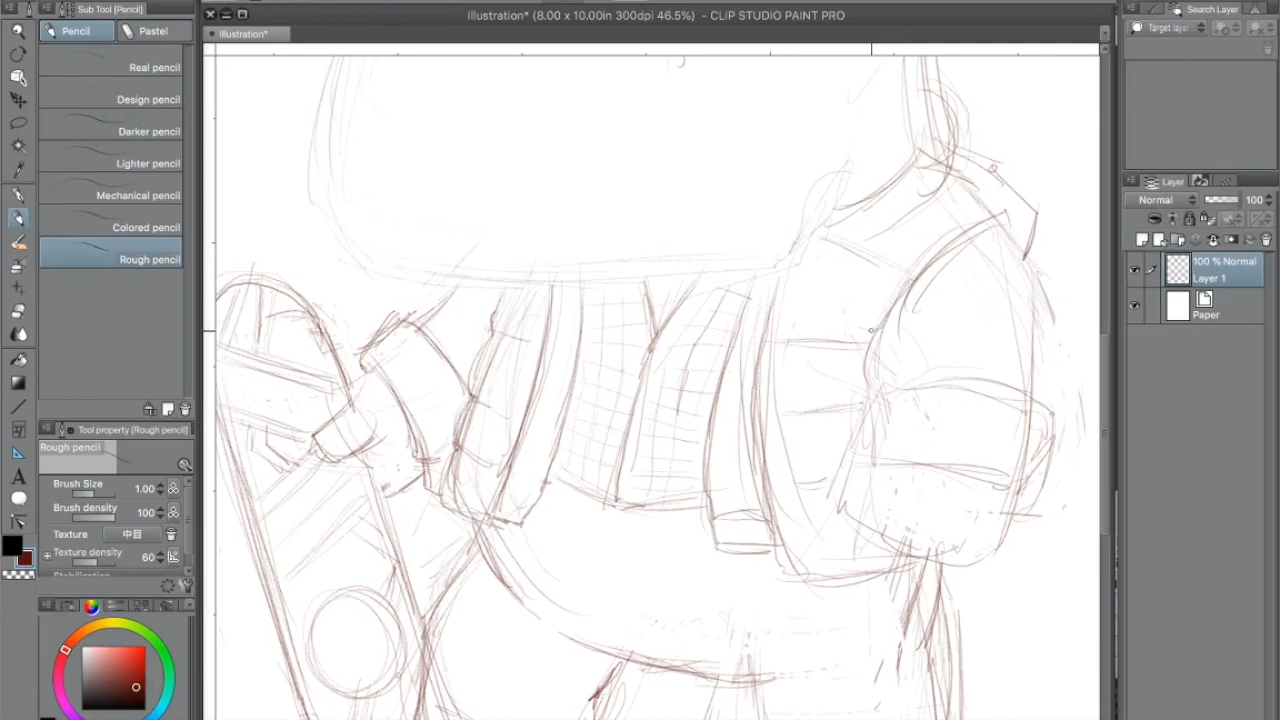 Sub Tool (Pencil)
Pencil
Pastel
Real pencil
Design pencil
Darker pencil
Lighter pencil
Mechanical pencil
Colored pencil
Rough pencil
Tool property (Rough pencil)
Rough pencil
Brush Size
1.00
Brush density
100
Texture
中目
Texture density
60
Illustration* (8.00 x 10.00in 300dpi 46.5%) - CLIP STUDIO PAINT PRO
Illustration*
Search Layer
Target layer
Layer
Normal
100
100 % Normal
Layer 1
Paper